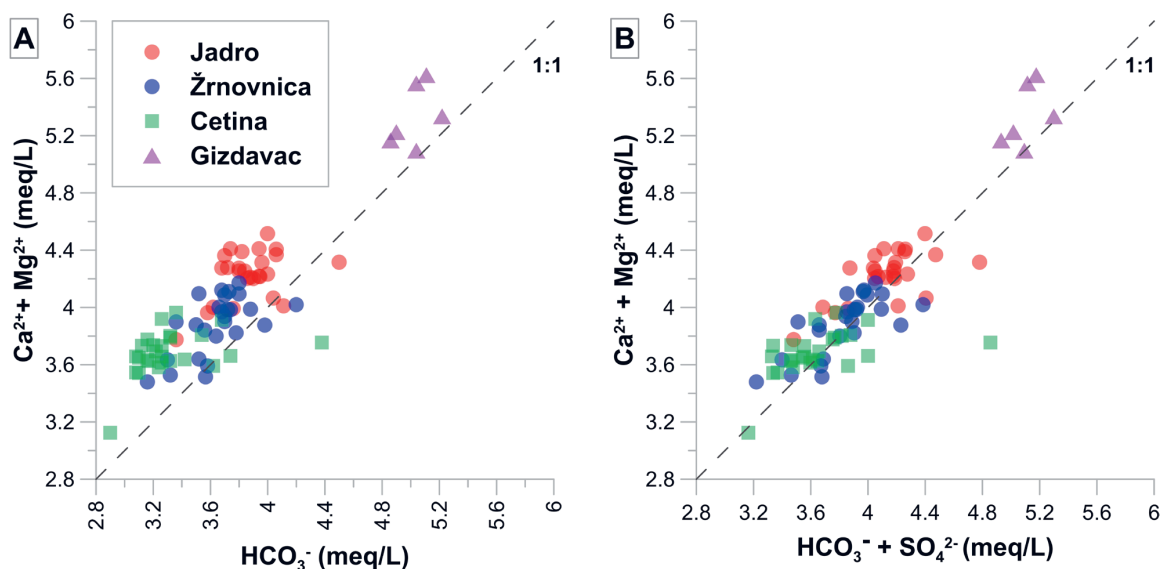 A
Jadro
Žrnovnica
Cetina
Gizdavac
1:1
6
5.6
5.2
4.8
4.4
4
3.6
3.2
2.8
Ca²⁺+ Mg²⁺ (meq/L)
2.8 3.2 3.6 4 4.4 4.8 5.2 5.6 6
HCO₃⁻ (meq/L)
B
1:1
6
5.6
5.2
4.8
4.4
4
3.6
3.2
2.8
Ca²⁺ + Mg²⁺ (meq/L)
2.8 3.2 3.6 4 4.4 4.8 5.2 5.6 6
HCO₃⁻ + SO₄²⁻ (meq/L)